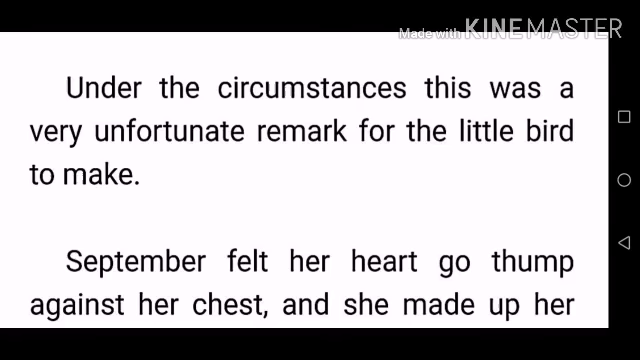 Made with KINEMASTER
Under the circumstances this was a
very unfortunate remark for the little bird
to make.
September felt her heart go thump
against her chest, and she made up her